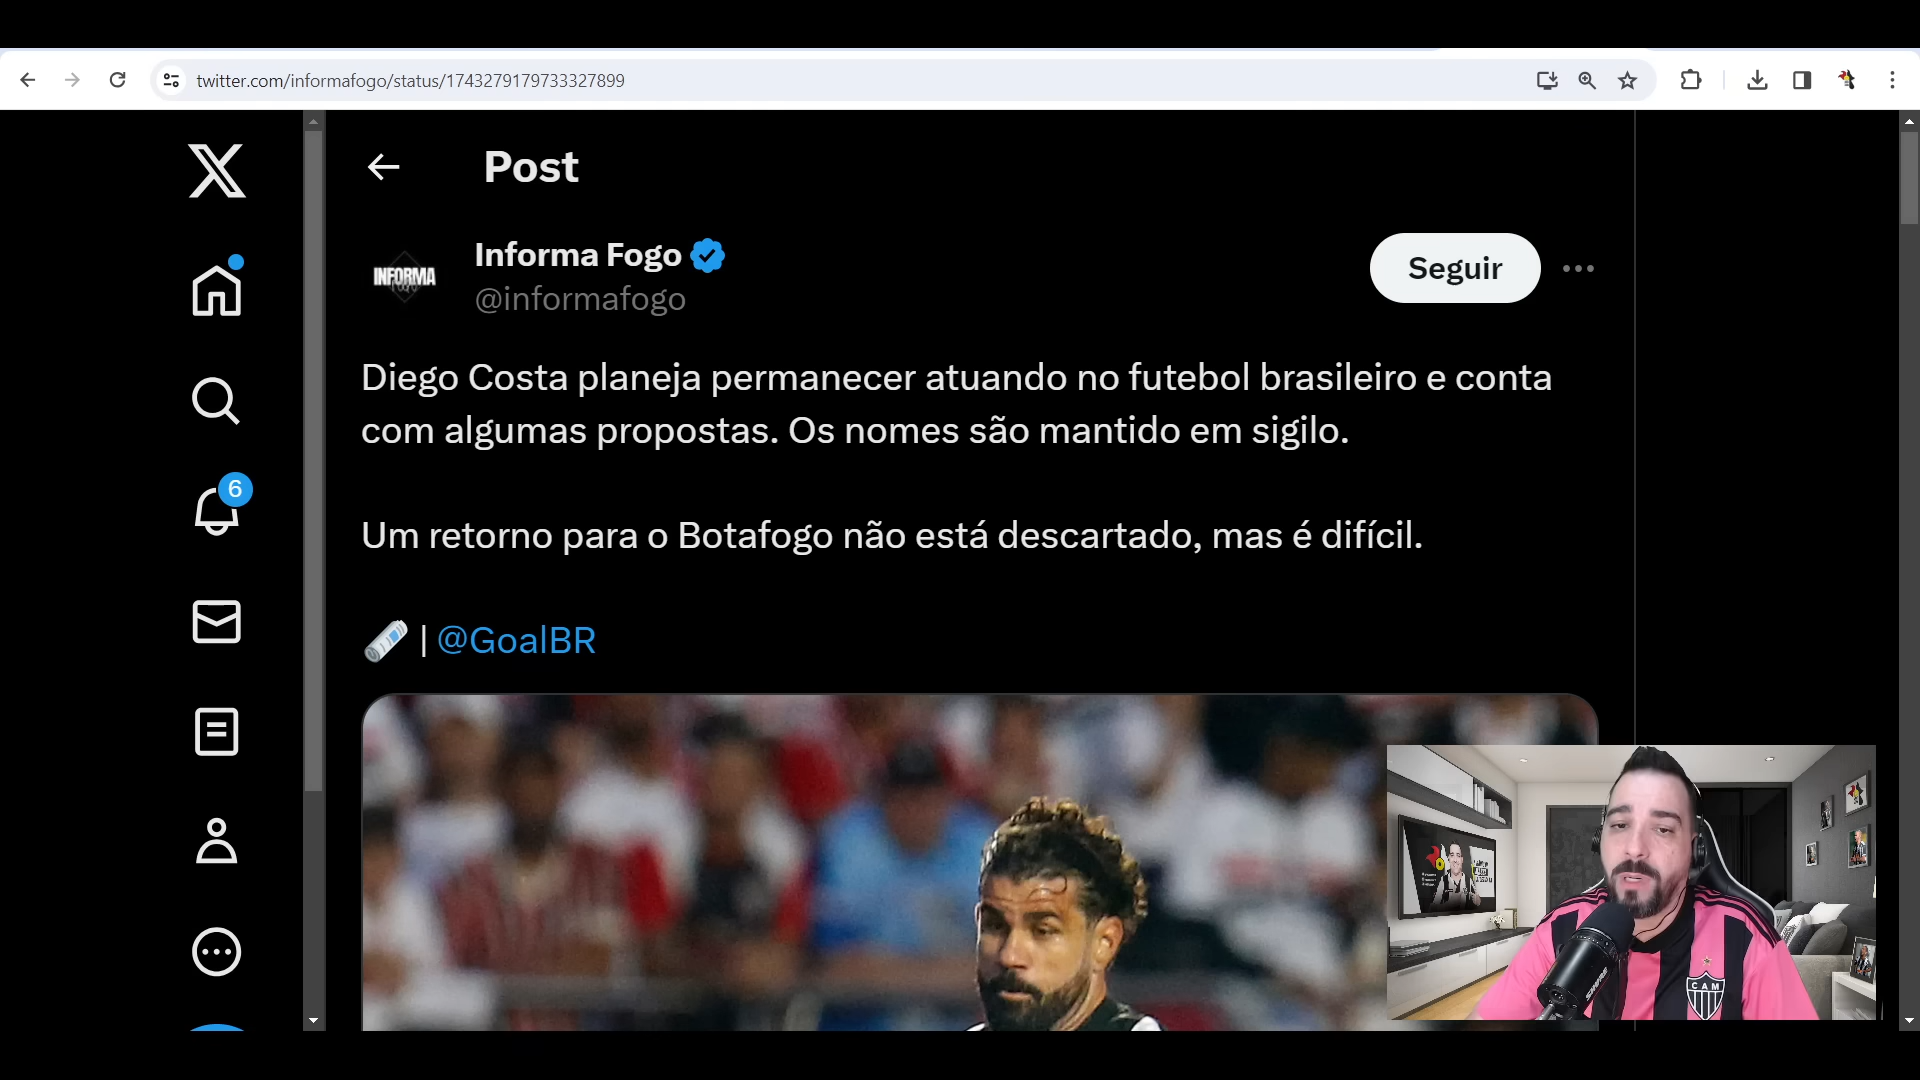 twitter.com/informafogo/status/1743279179733327899
Post
INFORMA
Informa Fogo
@informafogo
Seguir
Diego Costa planeja permanecer atuando no futebol brasileiro e conta
com algumas propostas. Os nomes são mantido em sigilo.
Um retorno para o Botafogo não está descartado, mas é difícil.
| @GoalBR
6
SHURE
CAM